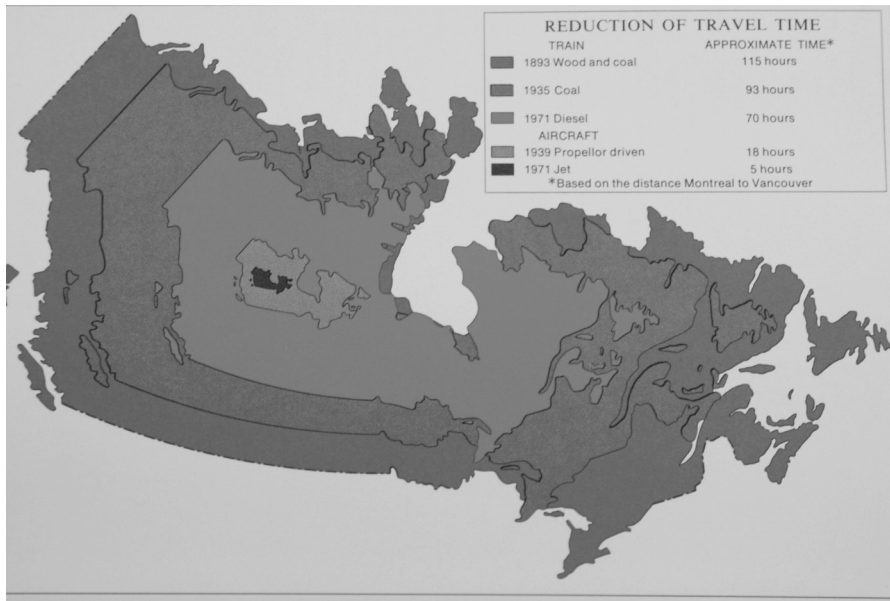 REDUCTION OF TRAVEL TIME
TRAIN APPROXIMATE TIME*
1893 Wood and coal 115 hours
1935 Coal 93 hours
1971 Diesel 70 hours
AIRCRAFT
1939 Propellor driven 18 hours
1971 Jet 5 hours
*Based on the distance Montreal to Vancouver